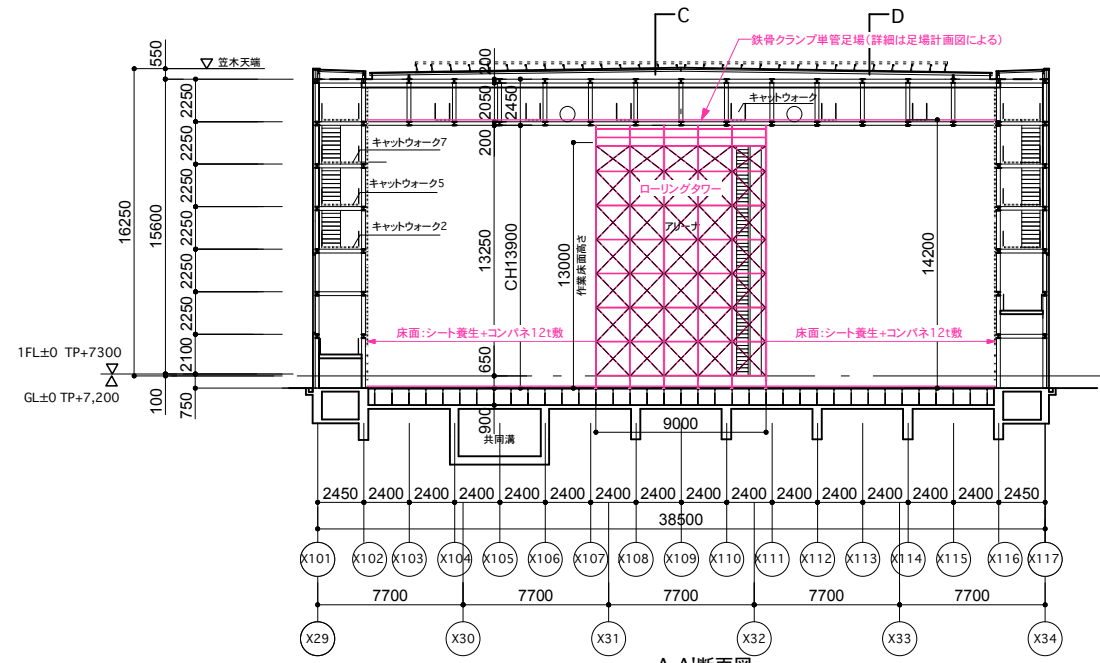 C
D
鉄骨クランプ単管足場(詳細は足場計画図による)
笠木天端
550
200
2250
2050
2450
キャットウォーク
200
2250
キャットウォーク7
2250
キャットウォーク5
ローリングタワー
16250
15600
2250
キャットウォーク2
アリーナ
13250
CH13900
13000
作業床面高さ
14200
2250
2250
床面:シート養生+コンパネ12t敷
床面:シート養生+コンパネ12t敷
1FL±0 TP+7300
2100
650
GL±0 TP+7,200
100
750
900
9000
共同溝
2450 2400 2400 2400 2400 2400 2400 2400 2400 2400 2400 2400 2400 2400 2400 2450
38500
X101 X102 X103 X104 X105 X106 X107 X108 X109 X110 X111 X112 X113 X114 X115 X116 X117
7700 7700 7700 7700 7700
X29 X30 X31 X32 X33 X34
A-A'断面図